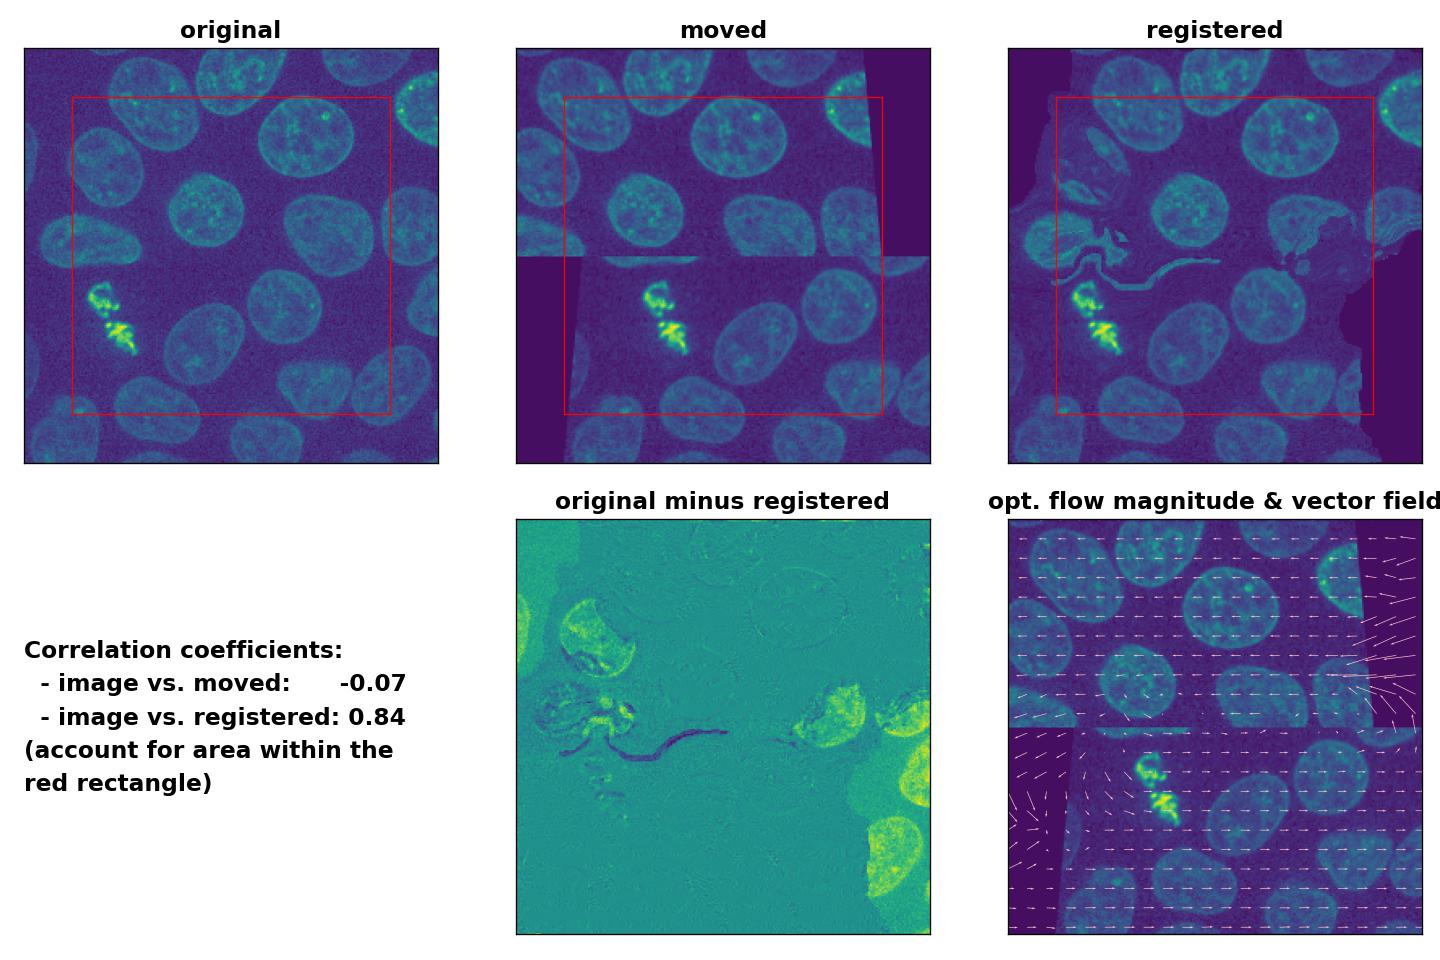 original
moved
registered
original minus registered
opt. flow magnitude & vector field
Correlation coefficients:
- image vs. moved: -0.07
- image vs. registered: 0.84
(account for area within the
red rectangle)